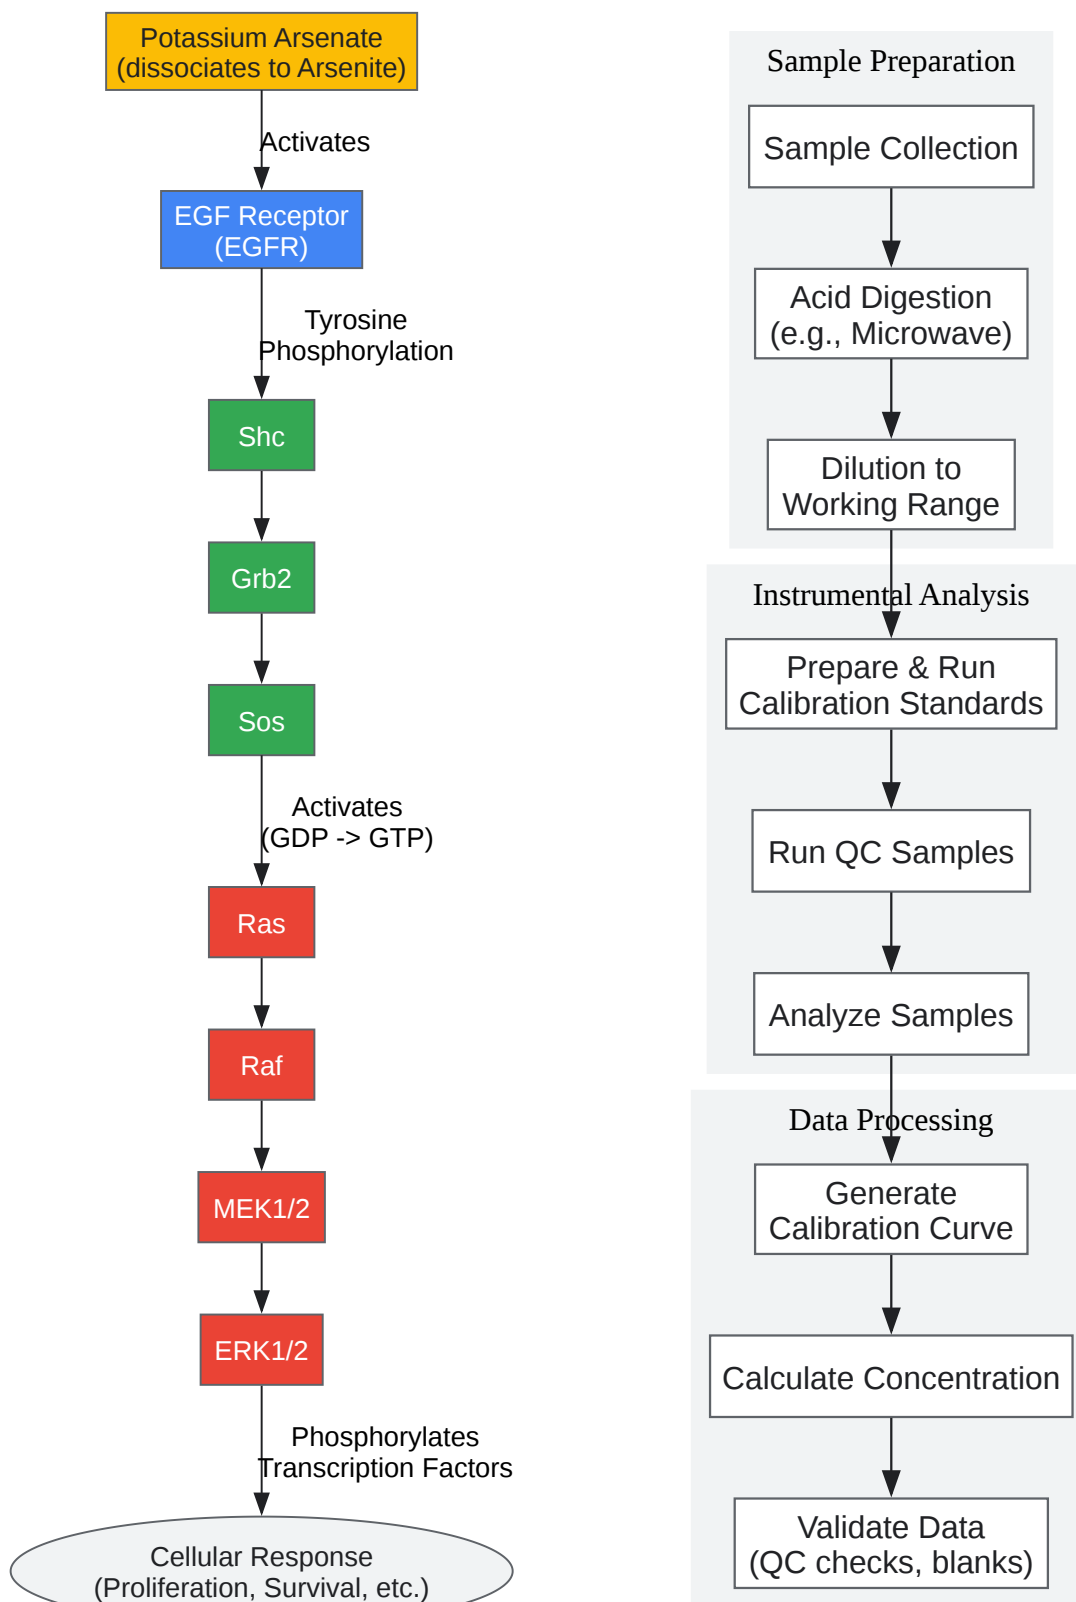 Potassium Arsenate
(dissociates to Arsenite)
Activates
EGF Receptor
(EGFR)
Tyrosine
Phosphorylation
Shc
Grb2
Sos
Activates
(GDP -> GTP)
Ras
Raf
MEK1/2
ERK1/2
Phosphorylates
Transcription Factors
Cellular Response
(Proliferation, Survival, etc.)
Sample Preparation
Sample Collection
Acid Digestion
(e.g., Microwave)
Dilution to
Working Range
Instrumental Analysis
Prepare & Run
Calibration Standards
Run QC Samples
Analyze Samples
Data Processing
Generate
Calibration Curve
Calculate Concentration
Validate Data
(QC checks, blanks)